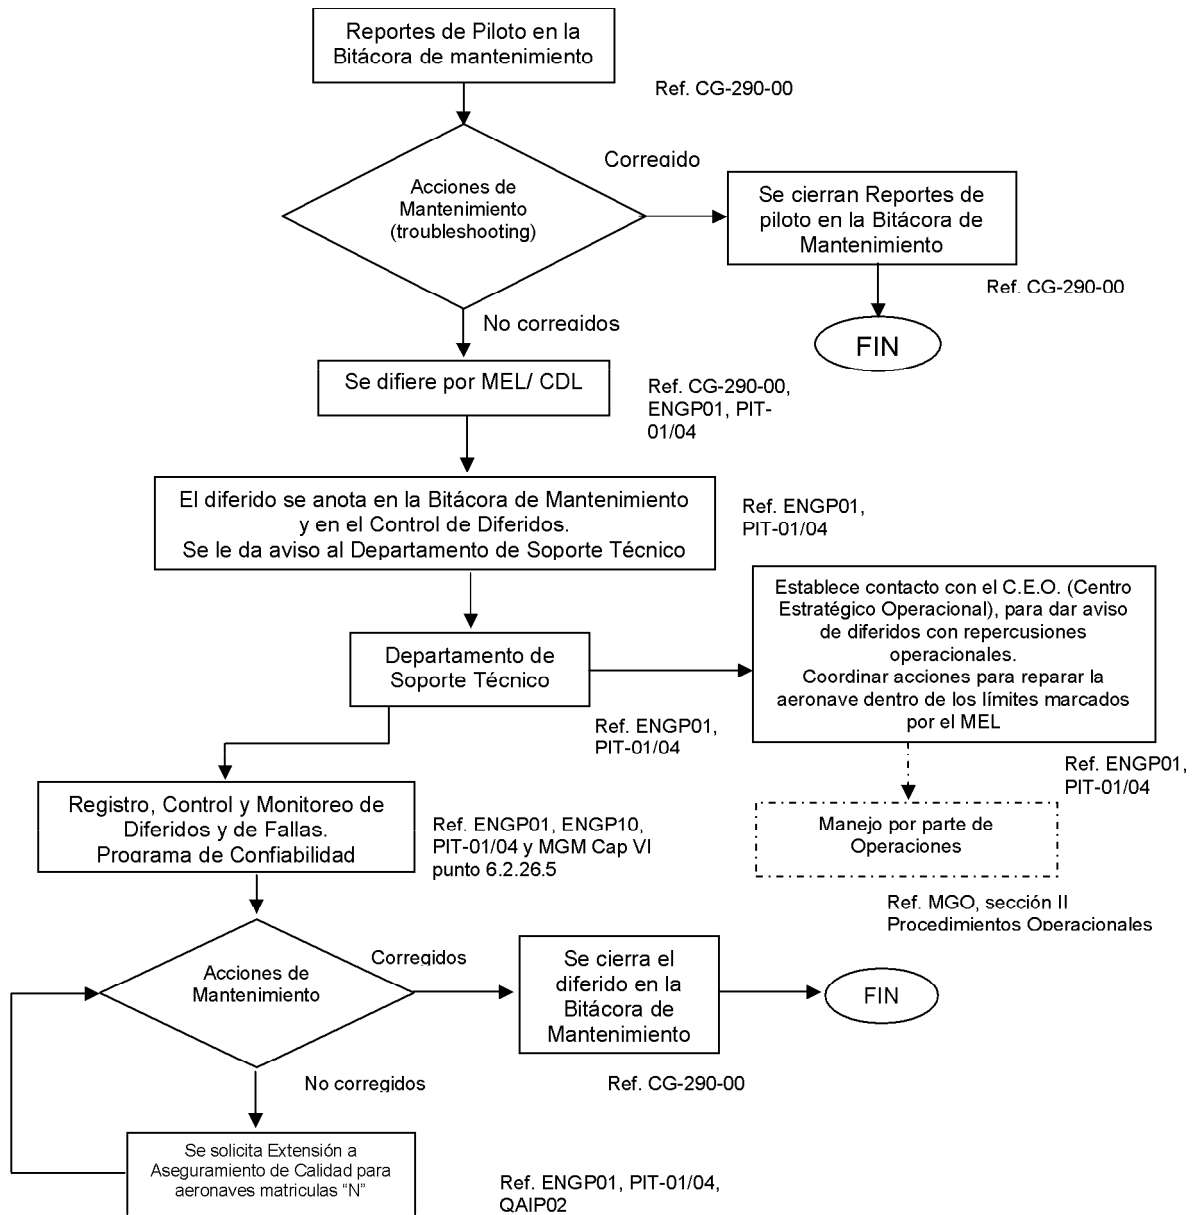 Reportes de Piloto en la
Bitácora de mantenimiento
Ref. CG-290-00
Corregido
Acciones de
Mantenimiento
(troubleshooting)
Se cierran Reportes de
piloto en la Bitácora de
Mantenimiento
Ref. CG-290-00
FIN
No corregidos
Se difiere por MEL/ CDL
Ref. CG-290-00,
ENGP01, PIT-
01/04
El diferido se anota en la Bitácora de Mantenimiento
y en el Control de Diferidos.
Se le da aviso al Departamento de Soporte Técnico
Ref. ENGP01,
PIT-01/04
Departamento de
Soporte Técnico
Ref. ENGP01,
PIT-01/04
Establece contacto con el C.E.O. (Centro
Estratégico Operacional), para dar aviso
de diferidos con repercusiones
operacionales.
Coordinar acciones para reparar la
aeronave dentro de los límites marcados
por el MEL
Ref. ENGP01,
PIT-01/04
Manejo por parte de
Operaciones
Ref. MGO, sección II
Procedimientos Operacionales
Registro, Control y Monitoreo de
Diferidos y de Fallas.
Programa de Confiabilidad
Ref. ENGP01, ENGP10,
PIT-01/04 y MGM Cap VI
punto 6.2.26.5
Acciones de
Mantenimiento
Corregidos
Se cierra el
diferido en la
Bitácora de
Mantenimiento
Ref. CG-290-00
FIN
No corregidos
Se solicita Extensión a
Aseguramiento de Calidad para
aeronaves matriculas “N”
Ref. ENGP01, PIT-01/04,
QAIP02